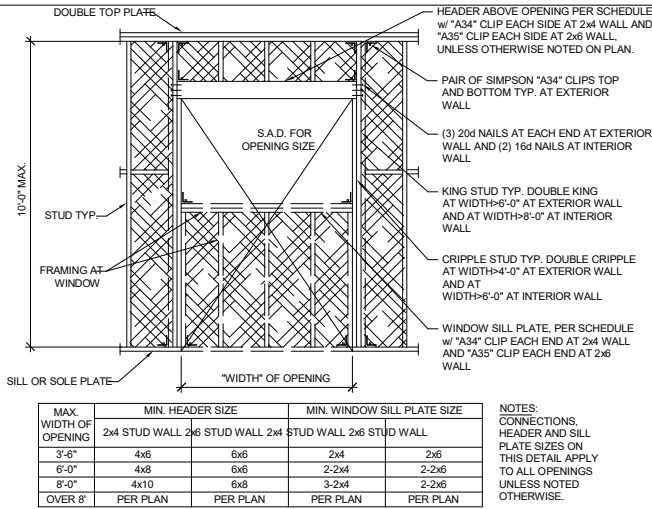 DOUBLE TOP PLATE
HEADER ABOVE OPENING PER SCHEDULE
w/ "A34" CLIP EACH SIDE AT 2x4 WALL AND
"A35" CLIP EACH SIDE AT 2x6 WALL,
UNLESS OTHERWISE NOTED ON PLAN.
PAIR OF SIMPSON "A34" CLIPS TOP
AND BOTTOM TYP. AT EXTERIOR
WALL
S.A.D. FOR
OPENING SIZE
(3) 20d NAILS AT EACH END AT EXTERIOR
WALL AND (2) 16d NAILS AT INTERIOR
WALL
10'-0" MAX.
STUD TYP.
KING STUD TYP. DOUBLE KING
AT WIDTH>6'-0" AT EXTERIOR WALL
AND AT WIDTH>8'-0" AT INTERIOR
WALL
FRAMING AT
WINDOW
CRIPPLE STUD TYP. DOUBLE CRIPPLE
AT WIDTH>4'-0" AT EXTERIOR WALL
AND AT
WIDTH>6'-0" AT INTERIOR WALL
WINDOW SILL PLATE, PER SCHEDULE
w/ "A34" CLIP EACH END AT 2x4 WALL
AND "A35" CLIP EACH END AT 2x6
WALL
SILL OR SOLE PLATE
"WIDTH" OF OPENING
MAX. WIDTH OF OPENING MIN. HEADER SIZE MIN. WINDOW SILL PLATE SIZE
2x4 STUD WALL 2x6 STUD WALL 2x4 STUD WALL 2x6 STUD WALL
3'-6" 4x6 6x6 2x4 2x6
6'-0" 4x8 6x6 2-2x4 2-2x6
8'-0" 4x10 6x8 3-2x4 2-2x6
OVER 8' PER PLAN PER PLAN PER PLAN PER PLAN
NOTES:
CONNECTIONS,
HEADER AND SILL
PLATE SIZES ON
THIS DETAIL APPLY
TO ALL OPENINGS
UNLESS NOTED
OTHERWISE.